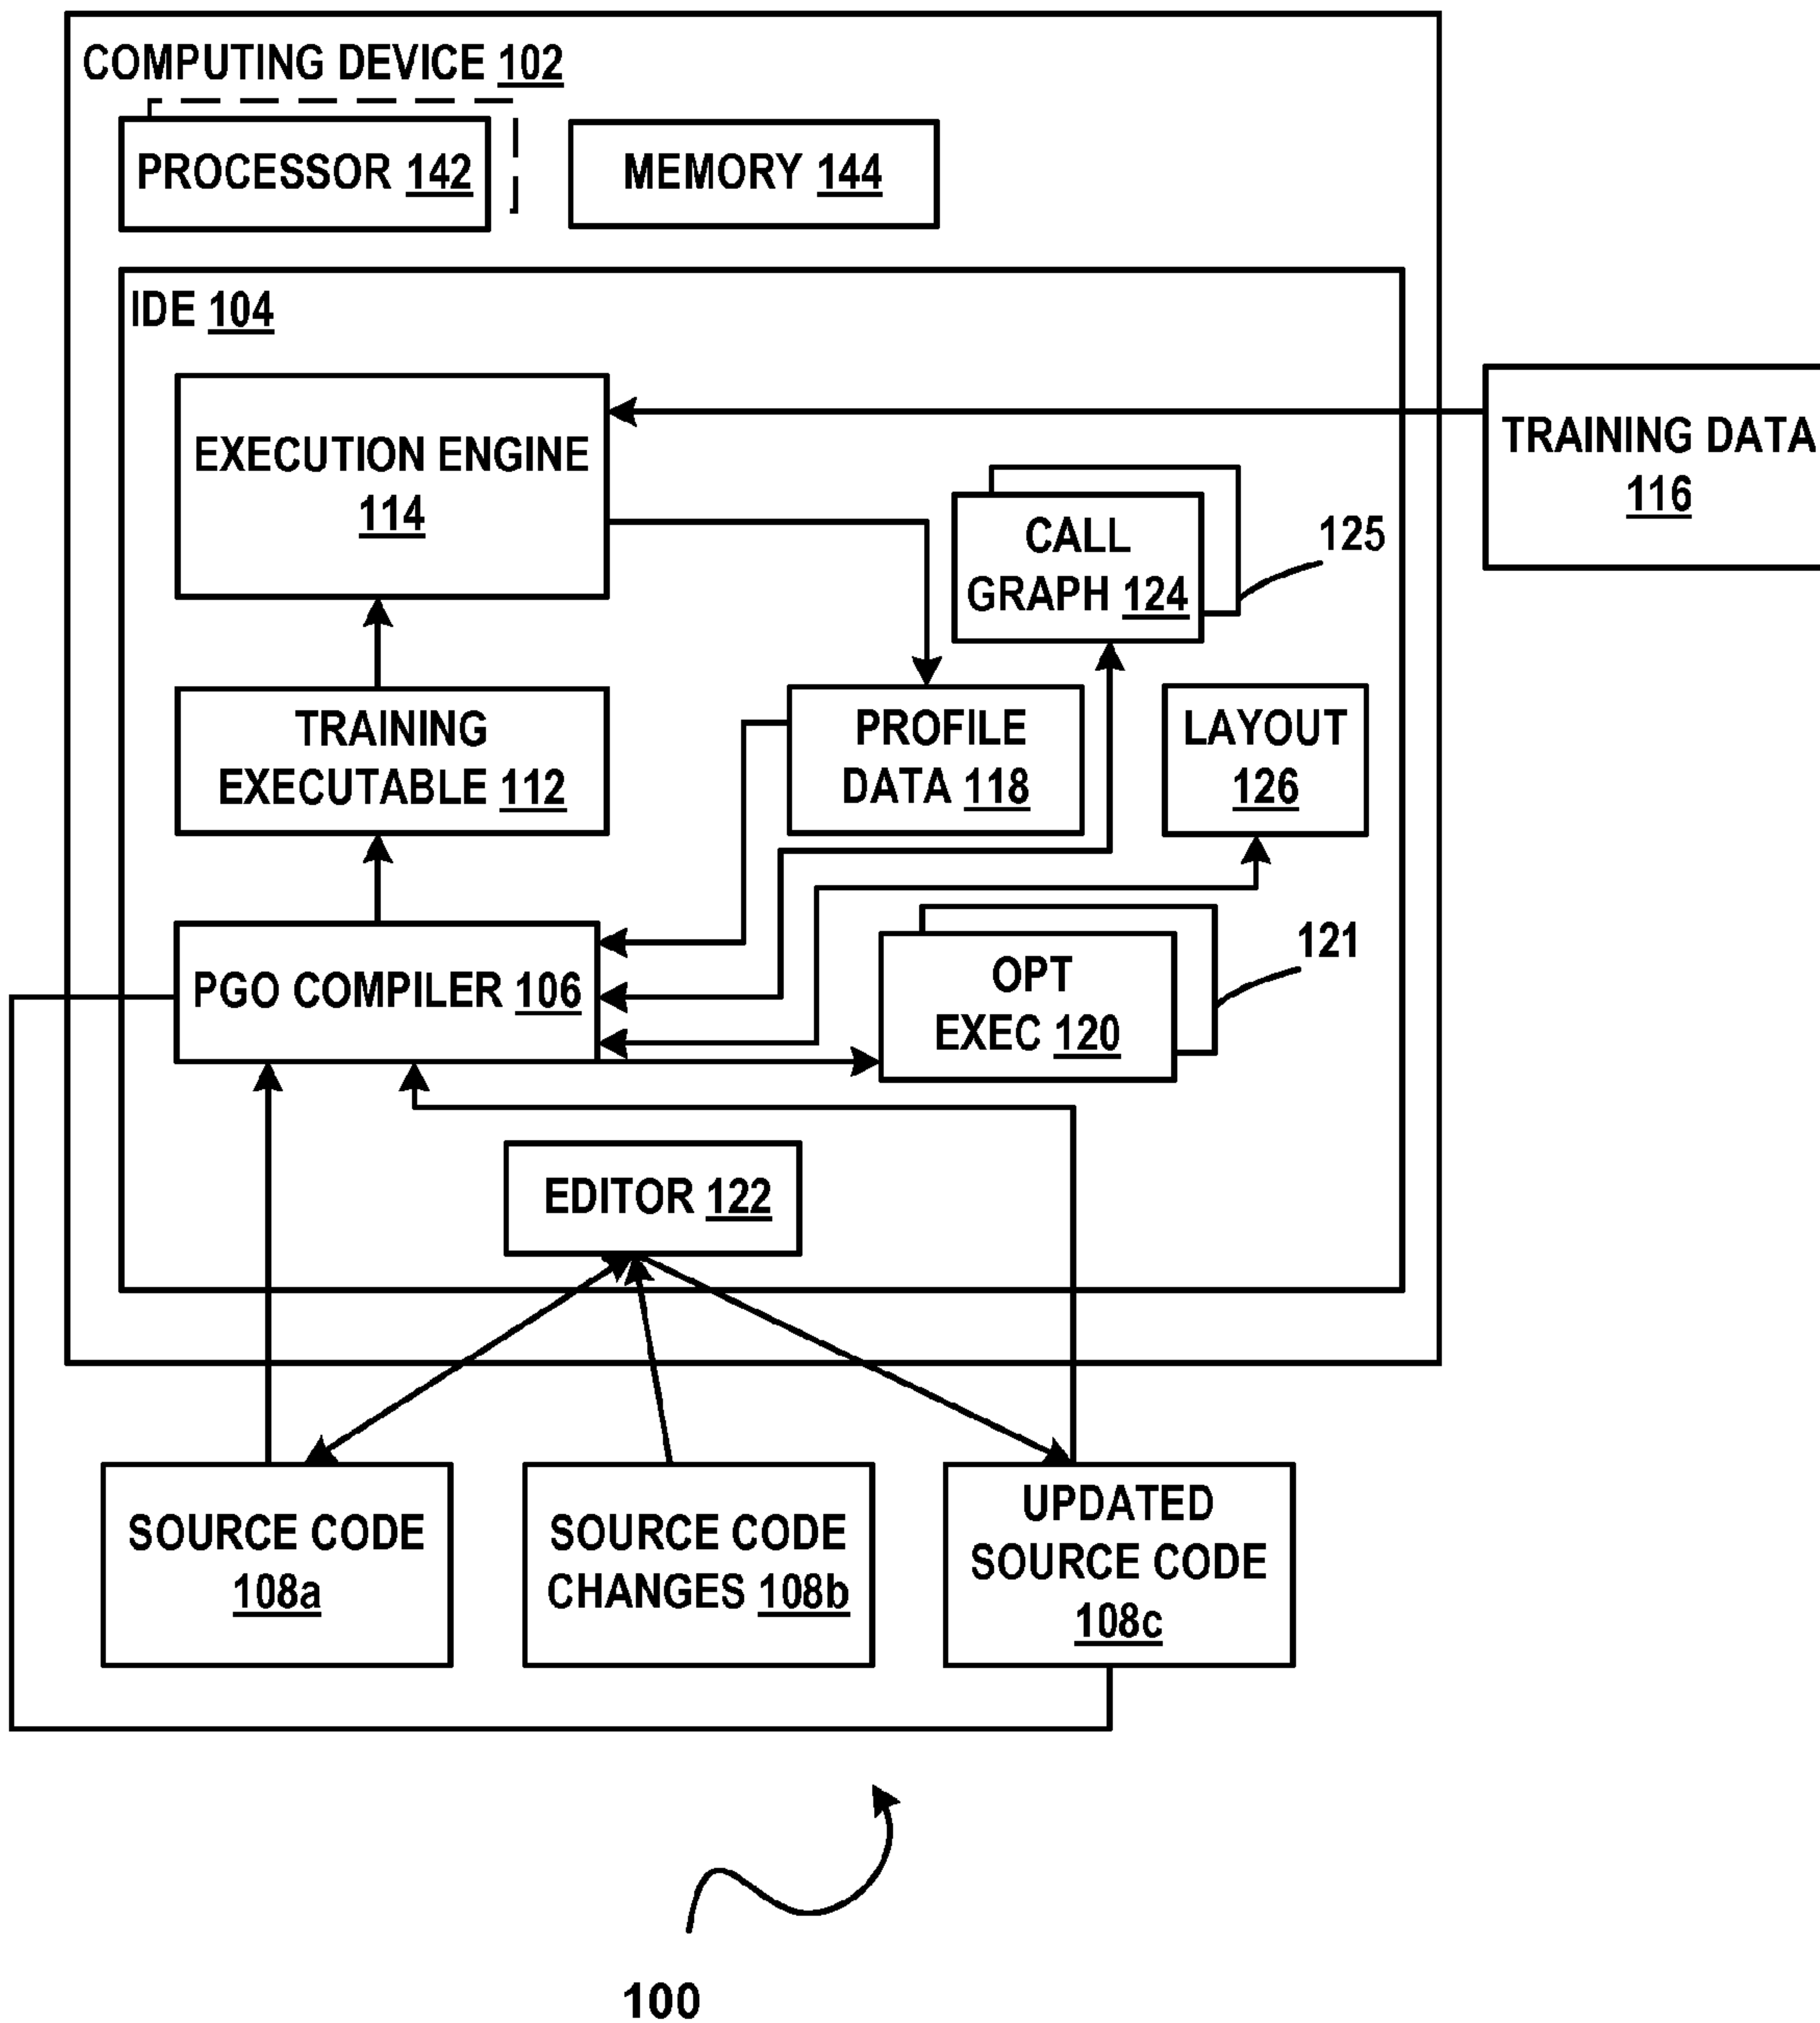 COMPUTING DEVICE 102
PROCESSOR 142
MEMORY 144
IDE 104
EXECUTION ENGINE
114
TRAINING DATA
116
CALL
GRAPH 124
125
TRAINING
EXECUTABLE 112
PROFILE
DATA 118
LAYOUT
126
PGO COMPILER 106
OPT
EXEC 120
121
EDITOR 122
SOURCE CODE
108a
SOURCE CODE
CHANGES 108b
UPDATED
SOURCE CODE
108c
100